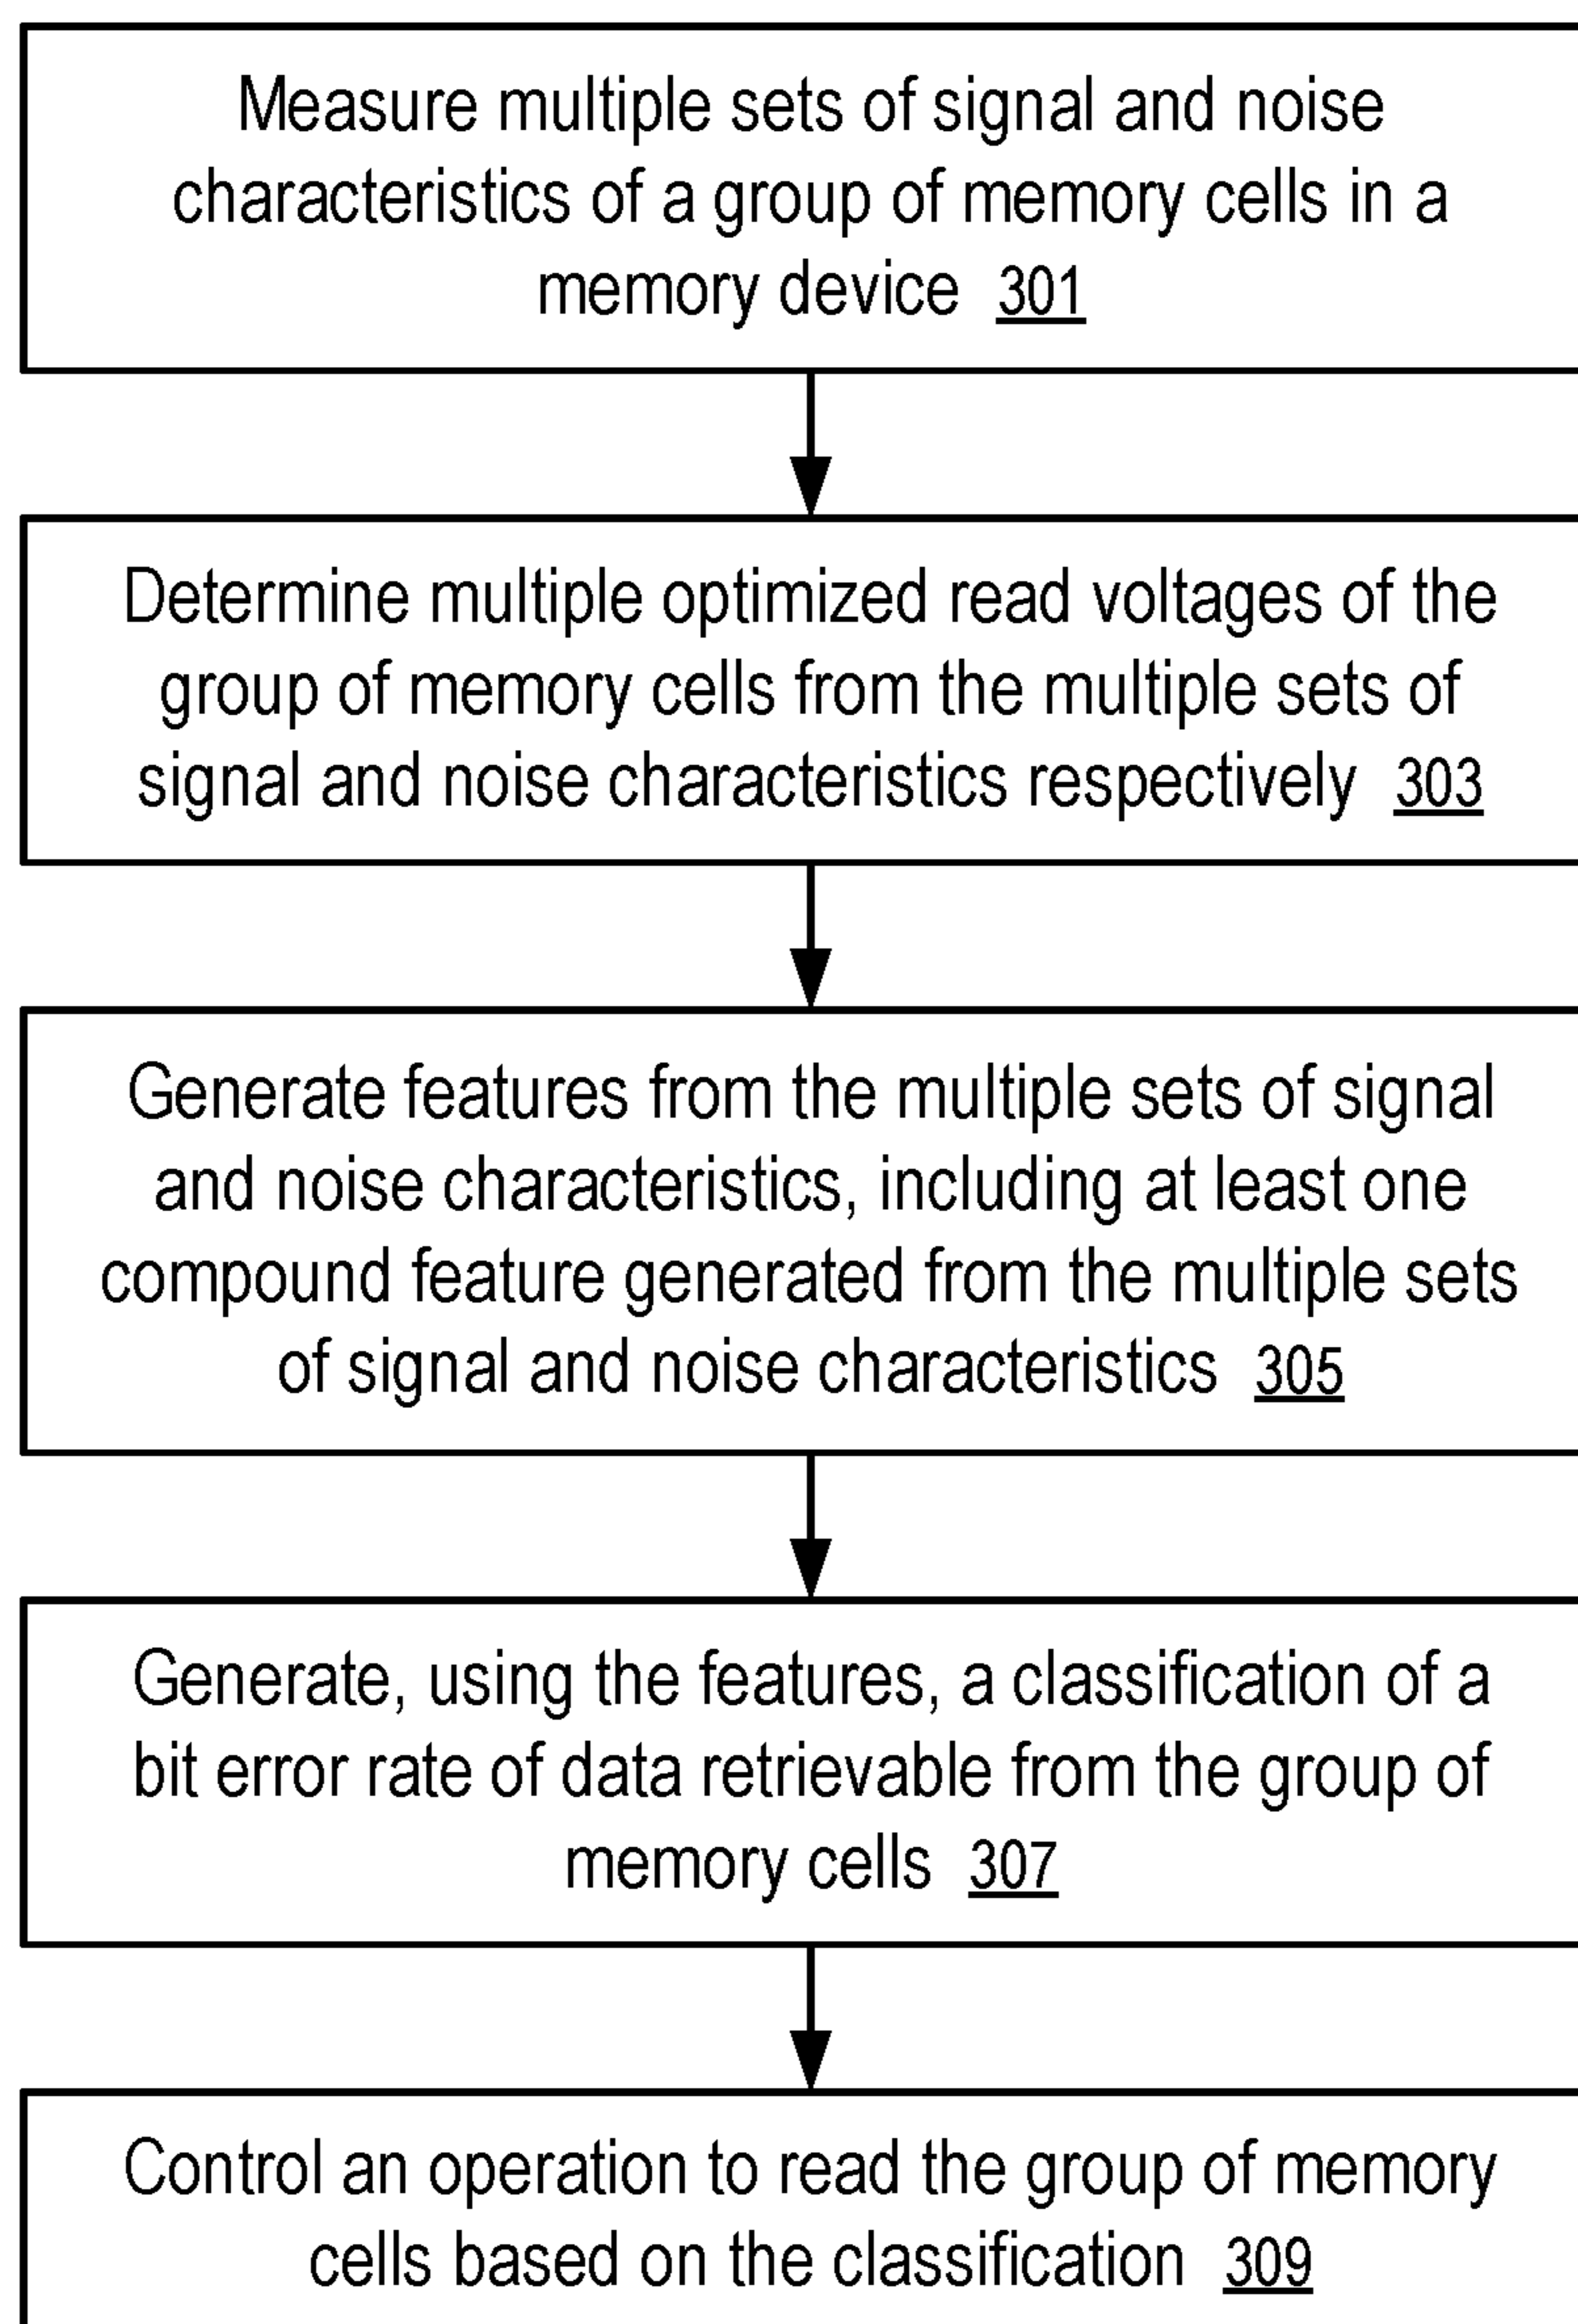 Measure multiple sets of signal and noise
characteristics of a group of memory cells in a
memory device 301
Determine multiple optimized read voltages of the
group of memory cells from the multiple sets of
signal and noise characteristics respectively 303
Generate features from the multiple sets of signal
and noise characteristics, including at least one
compound feature generated from the multiple sets
of signal and noise characteristics 305
Generate, using the features, a classification of a
bit error rate of data retrievable from the group of
memory cells 307
Control an operation to read the group of memory
cells based on the classification 309